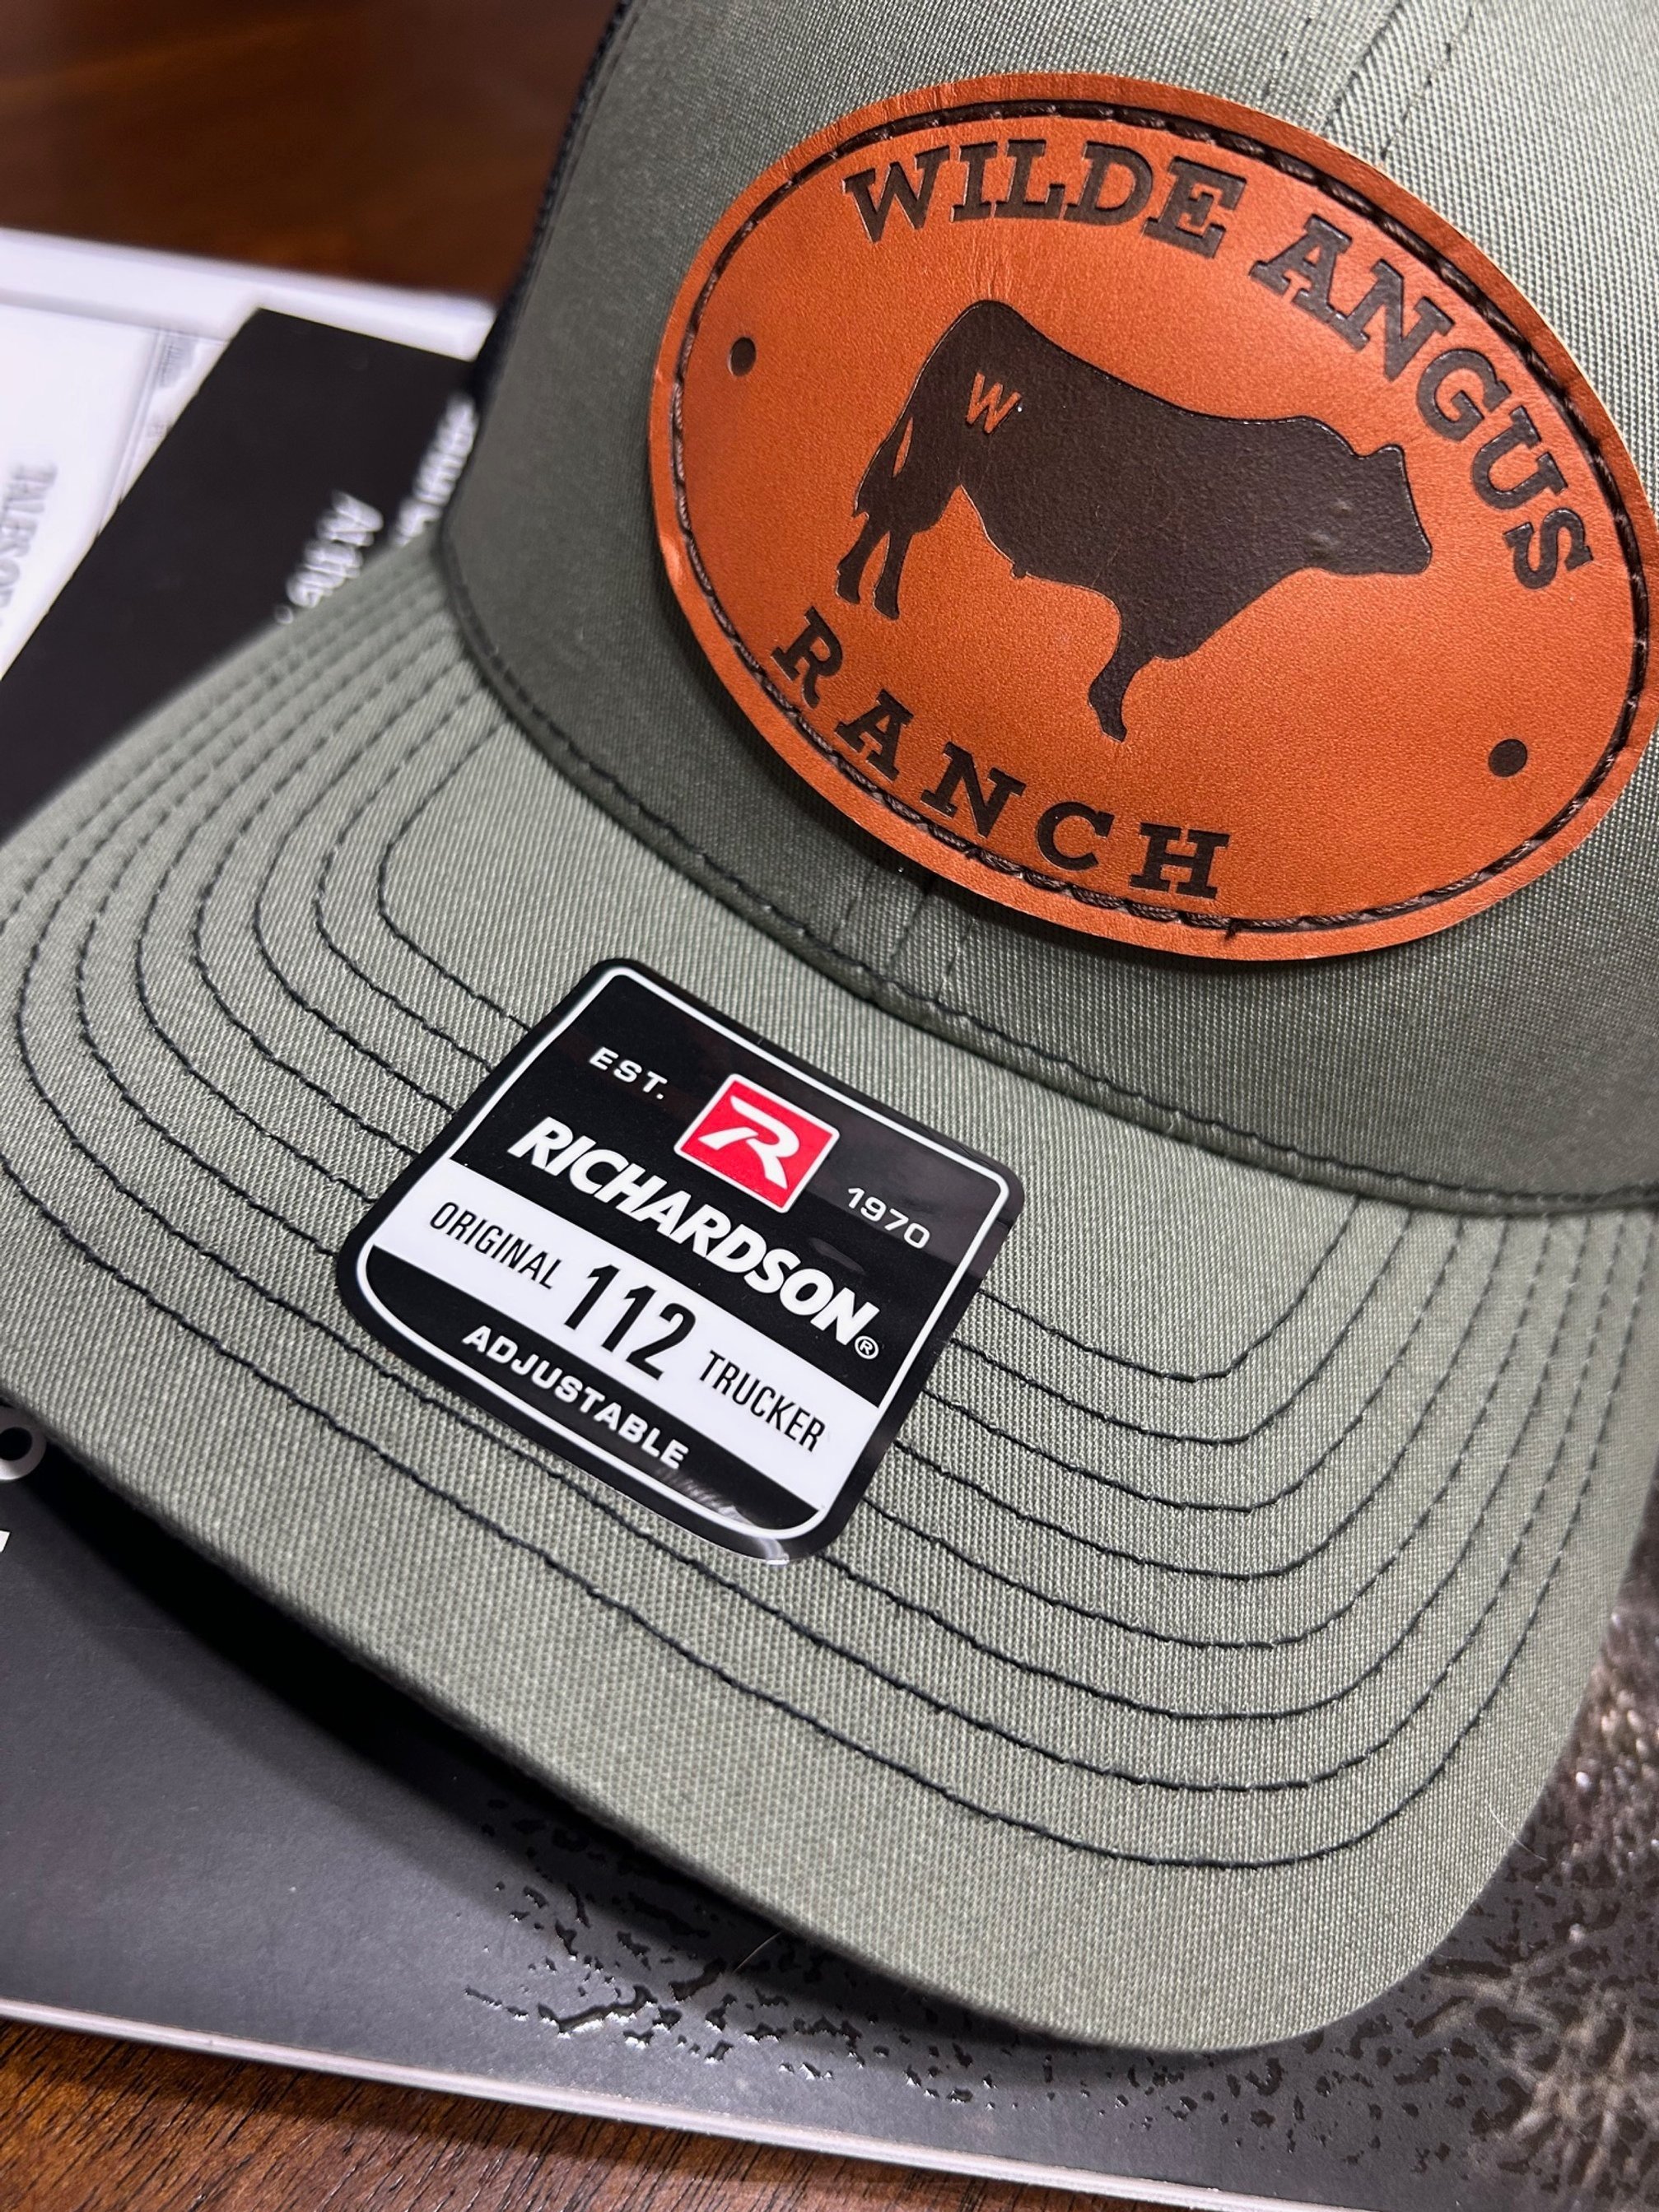 WILDE ANGUS
W
RANCH
EST.
R
1970
RICHARDSON®
ORIGINAL 112 TRUCKER
ADJUSTABLE